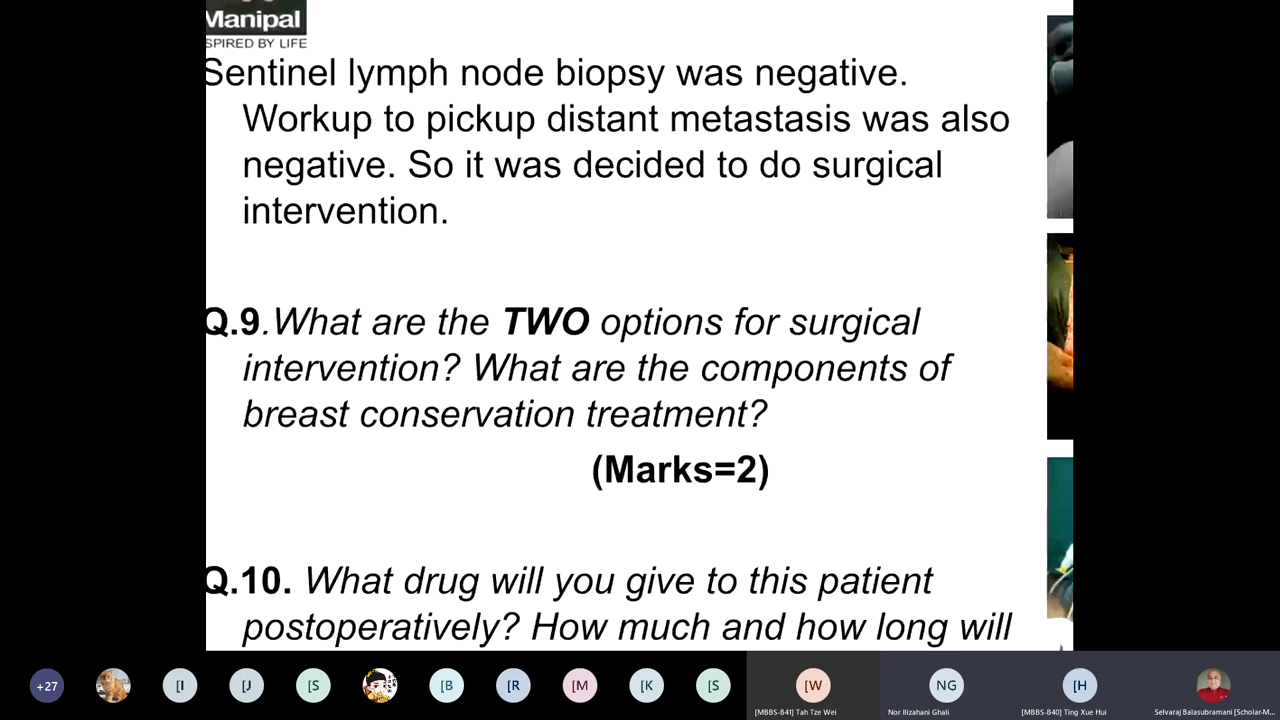 Manipal
SPIRED BY LIFE
Sentinel lymph node biopsy was negative.
Workup to pickup distant metastasis was also
negative. So it was decided to do surgical
intervention.
Q.9.What are the TWO options for surgical
intervention? What are the components of
breast conservation treatment?
(Marks=2)
Q.10. What drug will you give to this patient
postoperatively? How much and how long will
+27
[I
[J
[S
[B
[R
[M
[K
[S
[W
NG
[H
[MBBS-B41] Tah Tze Wei
Nor Ilizahani Ghali
[MBBS-B40] Ting Xue Hui
Selvaraj Balasubramani [Scholar-M...